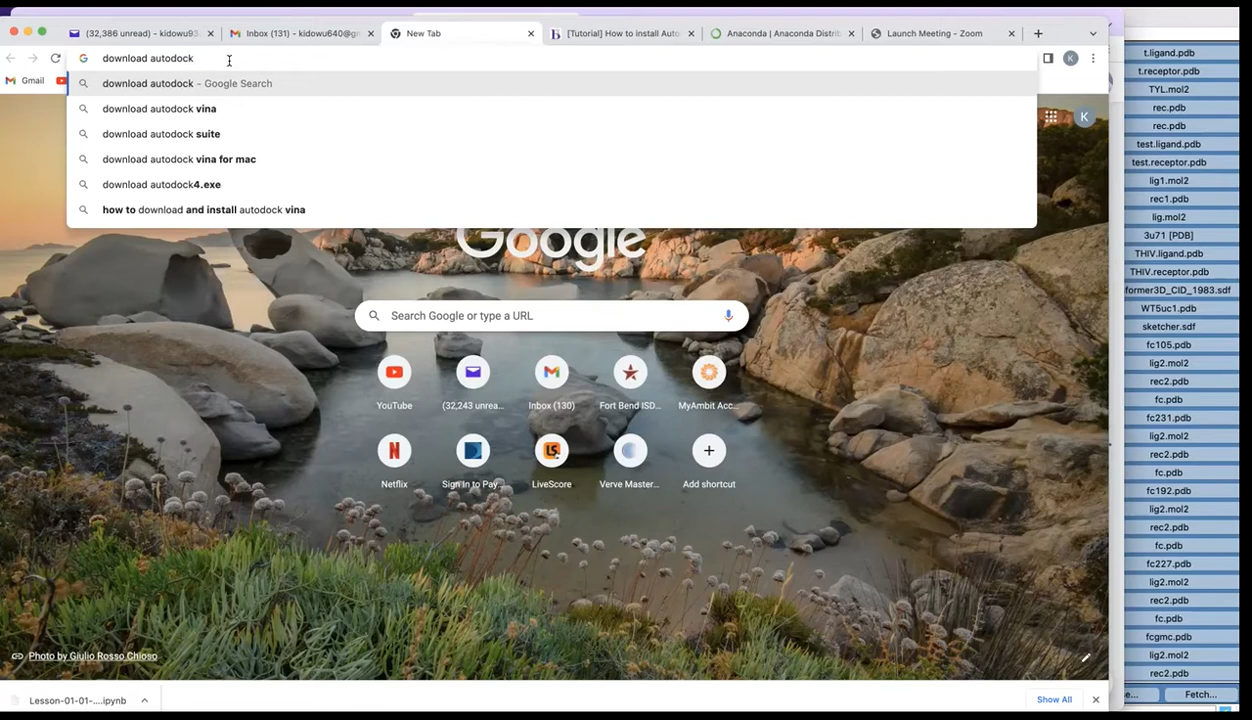 (32,386 unread) - kidowu93
Inbox (131) - kidowu640@gm
New Tab
[Tutorial] How to install Auto
Anaconda | Anaconda Distrib
Launch Meeting - Zoom
download autodock
Gmail
K
download autodock - Google Search
download autodock vina
download autodock suite
download autodock vina for mac
download autodock4.exe
how to download and install autodock vina
K
Google
Search Google or type a URL
YouTube
(32,243 unrea...
Inbox (130)
Fort Bend ISD...
MyAmbit Acc...
Netflix
Sign In to Pay...
LiveScore
Verve Master...
Add shortcut
Photo by Giulio Rosso Chioso
Lesson-01-01-....ipynb
Show All
t.ligand.pdb
t.receptor.pdb
TYL.mol2
rec.pdb
rec.pdb
test.ligand.pdb
test.receptor.pdb
lig1.mol2
rec1.pdb
lig.mol2
3u71 [PDB]
THIV.ligand.pdb
THIV.receptor.pdb
former3D_CID_1983.sdf
WT5uc1.pdb
sketcher.sdf
fc105.pdb
lig2.mol2
rec2.pdb
fc.pdb
fc231.pdb
lig2.mol2
rec2.pdb
fc.pdb
fc192.pdb
lig2.mol2
rec2.pdb
fc.pdb
fc227.pdb
lig2.mol2
rec2.pdb
fc.pdb
fcgmc.pdb
lig2.mol2
rec2.pdb
e...
Fetch...